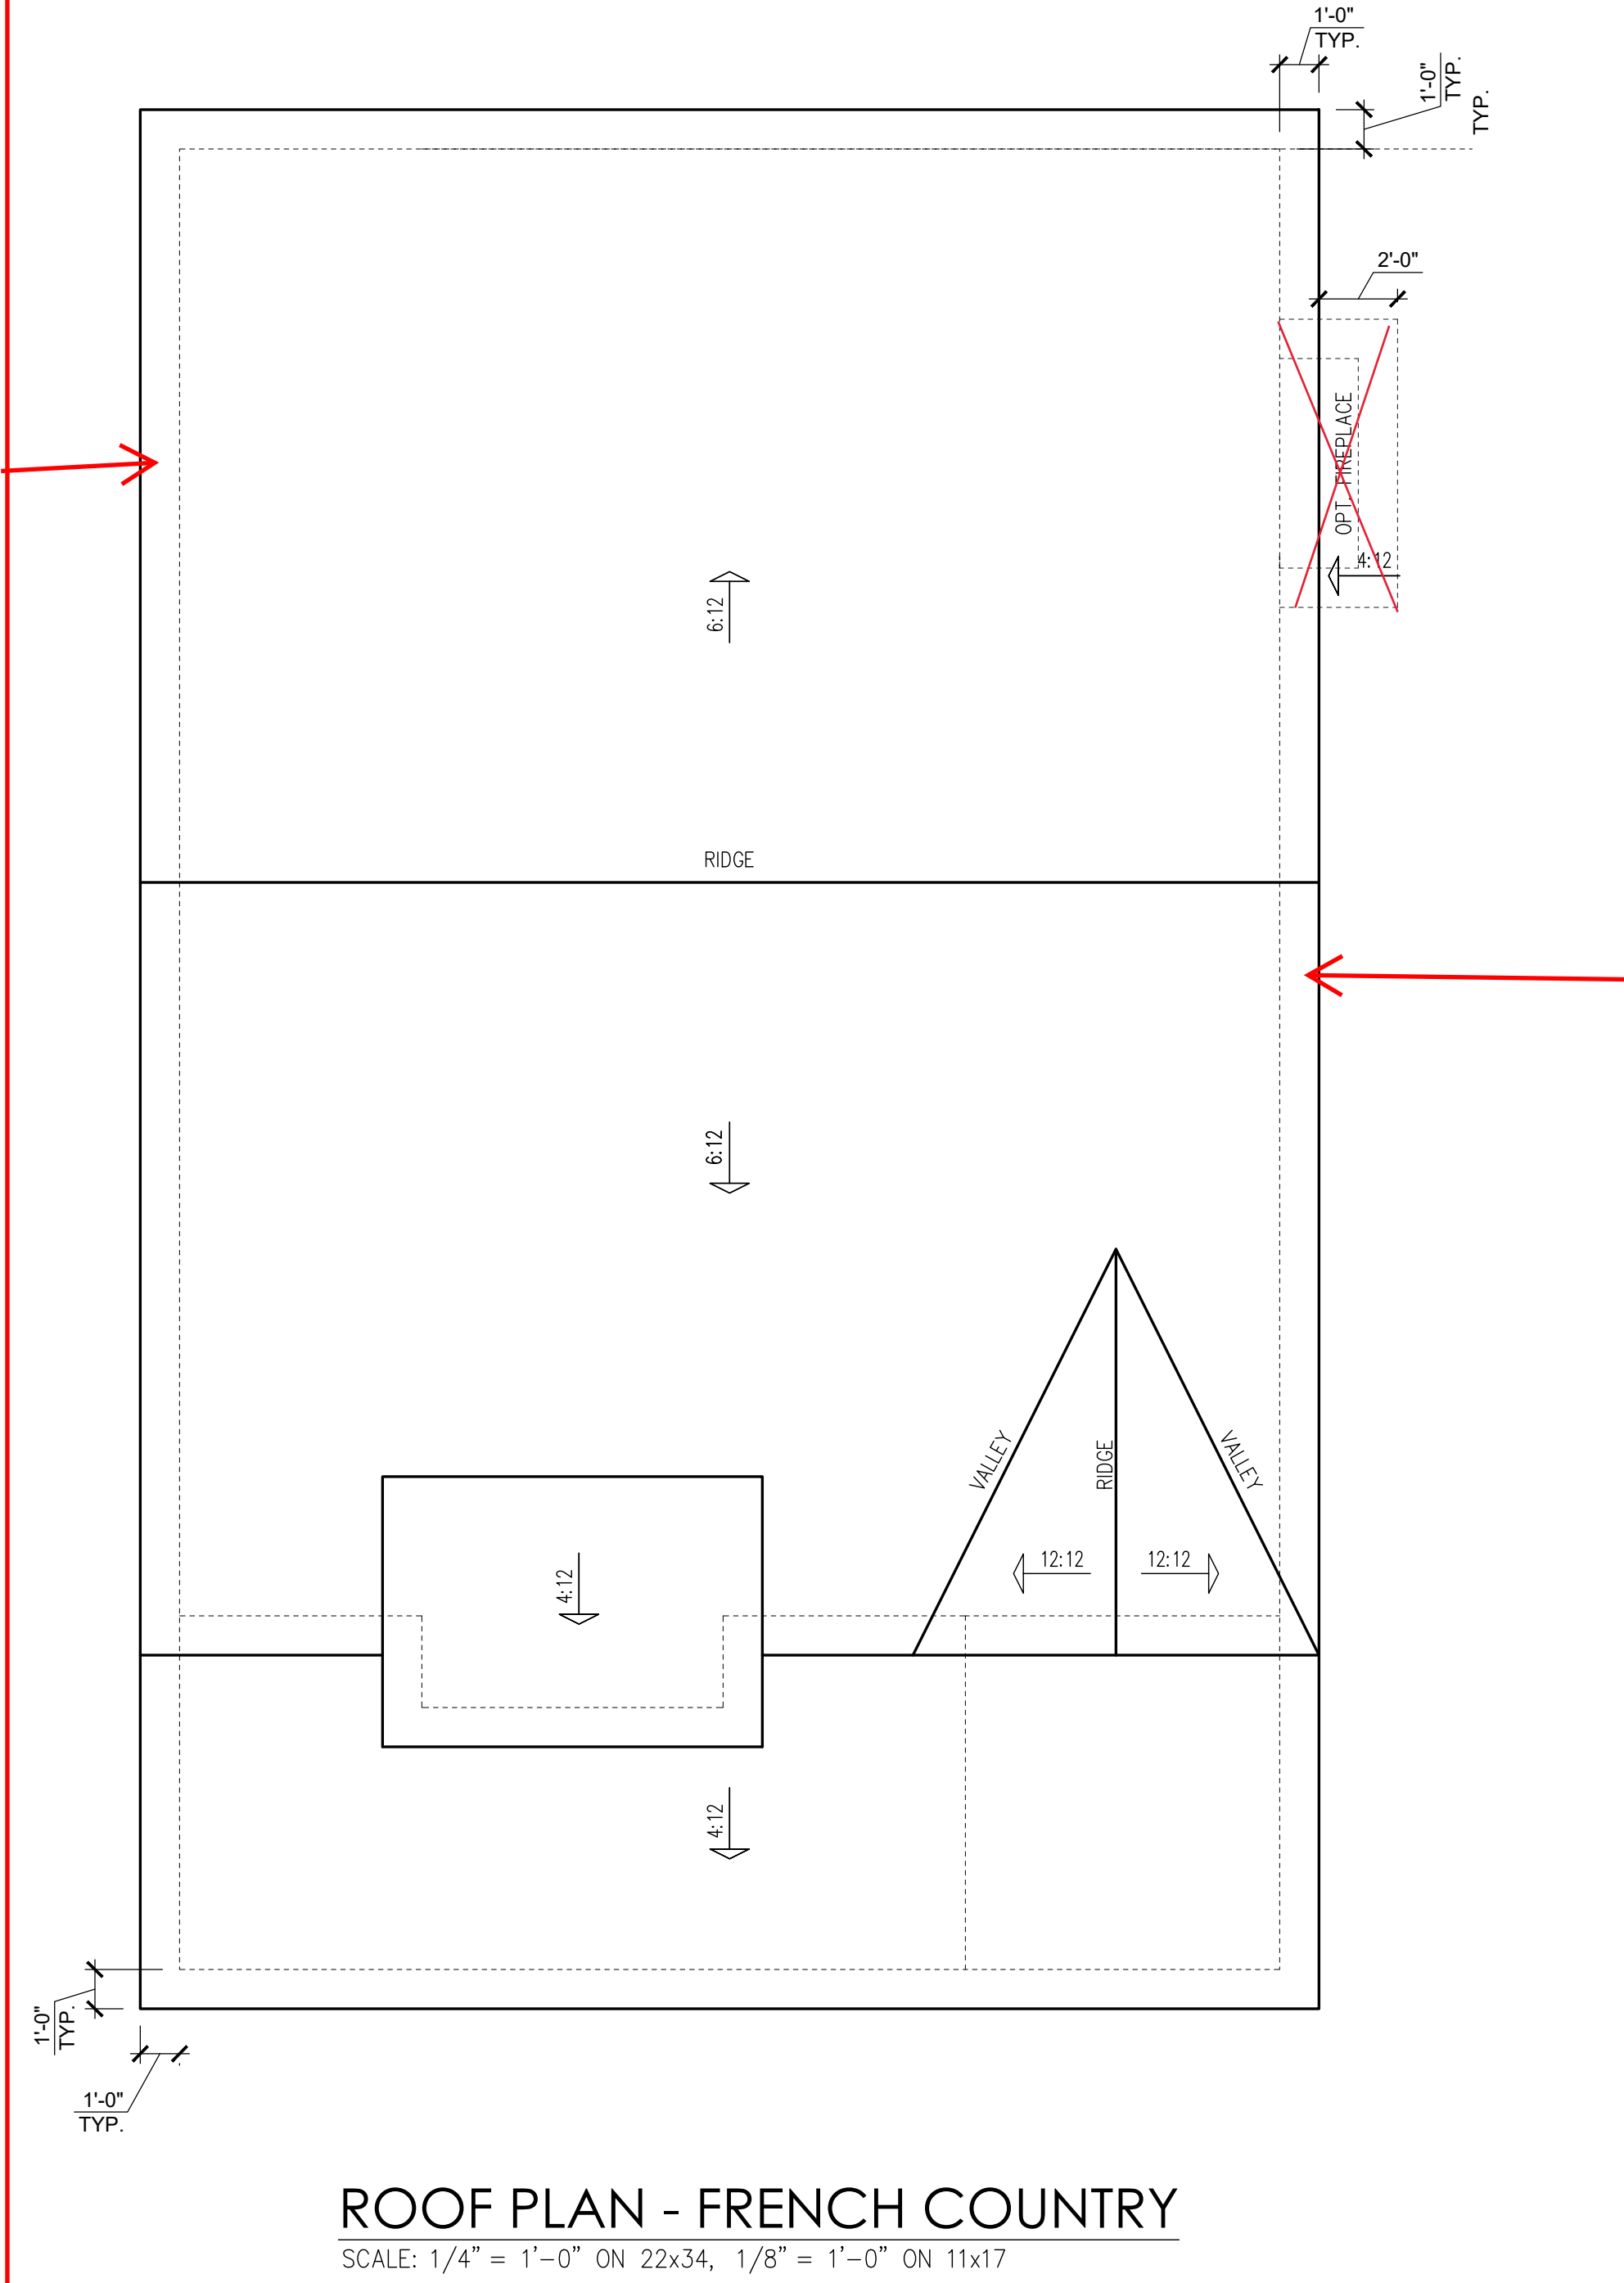 1'-0"
TYP.
1'-0"
TYP.
TYP.
2'-0"
OPT. FIREPLACE
4:12
6:12
RIDGE
6:12
VALLEY
RIDGE
VALLEY
12:12
12:12
4:12
4:12
1'-0"
TYP.
1'-0"
TYP.
ROOF PLAN - FRENCH COUNTRY
SCALE: 1/4" = 1'-0" ON 22x34, 1/8" = 1'-0" ON 11x17